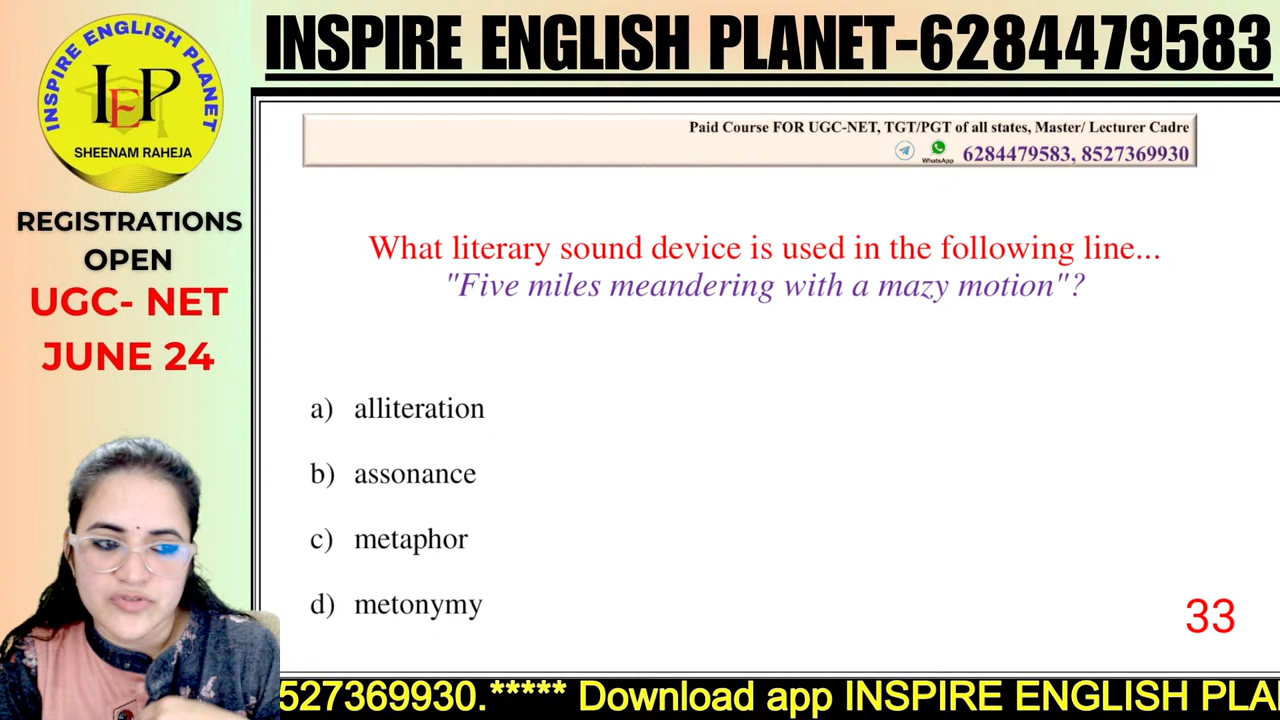 INSPIRE ENGLISH PLANET
IEP
SHEENAM RAHEJA
REGISTRATIONS
OPEN
UGC- NET
JUNE 24
INSPIRE ENGLISH PLANET-6284479583
Paid Course FOR UGC-NET, TGT/PGT of all states, Master/ Lecturer Cadre
WhatsApp 6284479583, 8527369930
What literary sound device is used in the following line...
"Five miles meandering with a mazy motion"?
a) alliteration
b) assonance
c) metaphor
d) metonymy
33
527369930.***** Download app INSPIRE ENGLISH PLA